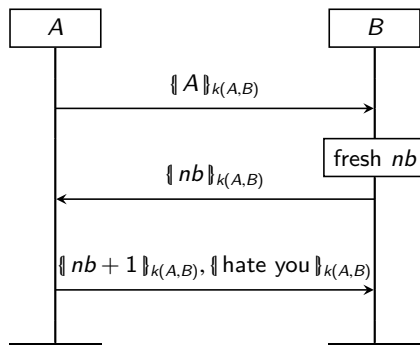 A B
⦃A⦄k(A,B)
fresh nb
⦃nb⦄k(A,B)
⦃nb + 1⦄k(A,B), ⦃hate you⦄k(A,B)